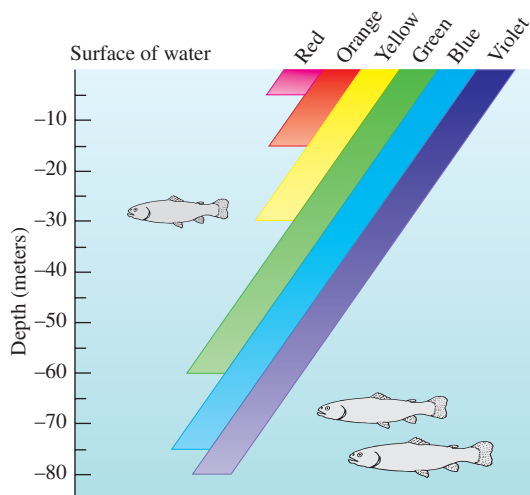 Surface of water
Red
Orange
Yellow
Green
Blue
Violet
–10
–20
–30
–40
–50
–60
–70
–80
Depth (meters)